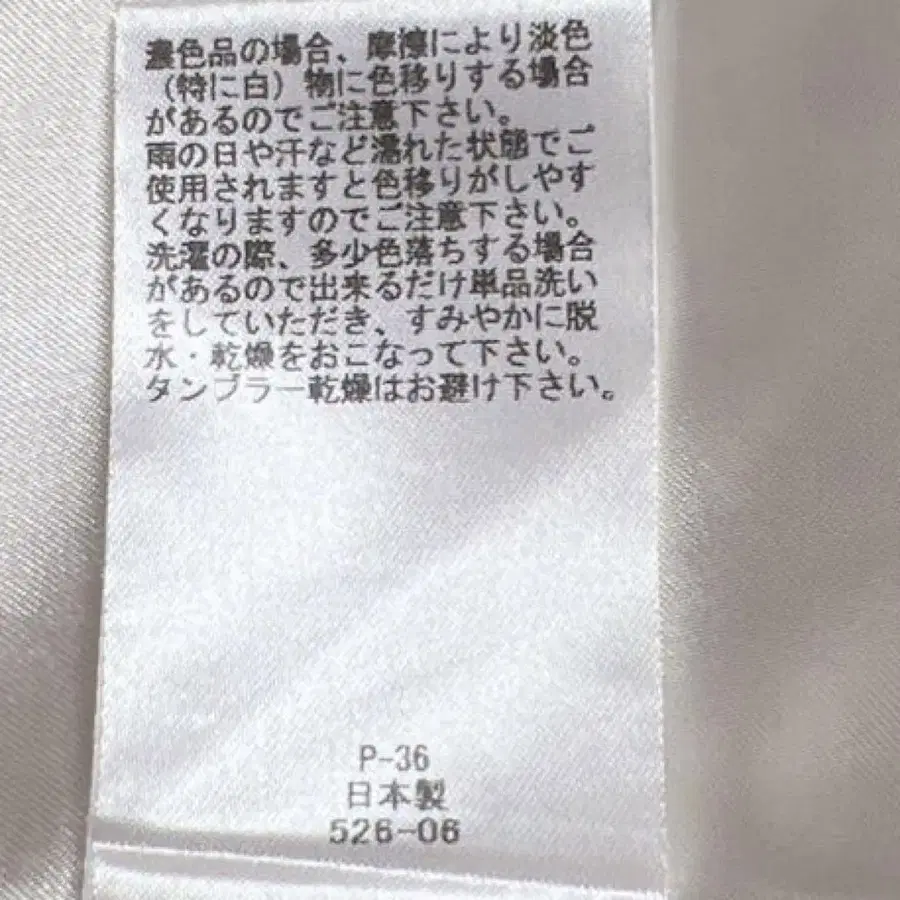 濃色品の場合、摩擦により淡色
（特に白）物に色移りする場合
があるのでご注意下さい。
雨の日や汗など濡れた状態でご
使用されますと色移りがしやす
くなりますのでご注意下さい。
洗濯の際、多少色落ちする場合
があるので出来るだけ単品洗い
をしていただき、すみやかに脱
水・乾燥をおこなって下さい。
タンブラー乾燥はお避け下さい。
P-36
日本製
526-06